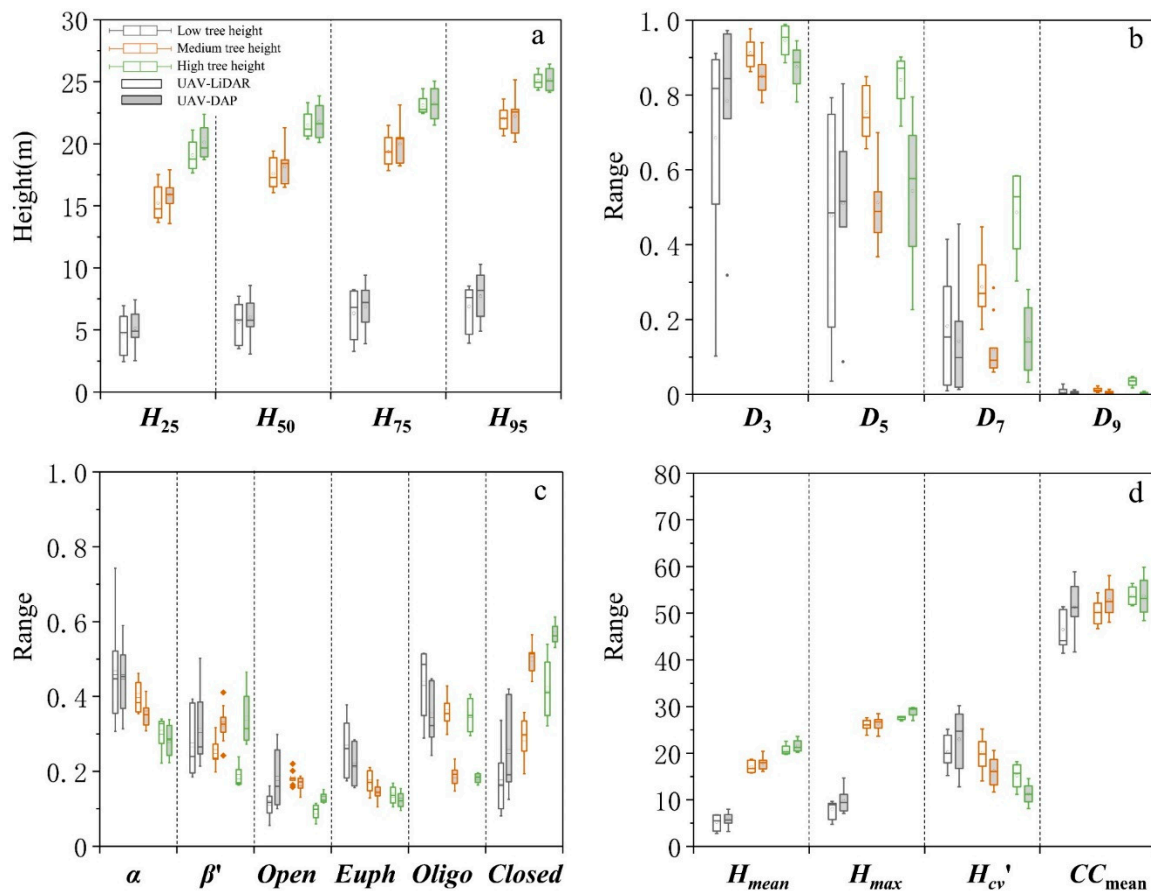 a
30
25
20
15
10
5
0
Height(m)
Low tree height
Medium tree height
High tree height
UAV-LiDAR
UAV-DAP
H25 H50 H75 H95
b
1.0
0.8
0.6
0.4
0.2
0
Range
D3 D5 D7 D9
c
1.0
0.8
0.6
0.4
0.2
0
Range
α β' Open Euph Oligo Closed
d
80
70
60
50
40
30
20
10
0
Range
Hmean Hmax Hcv' CCmean